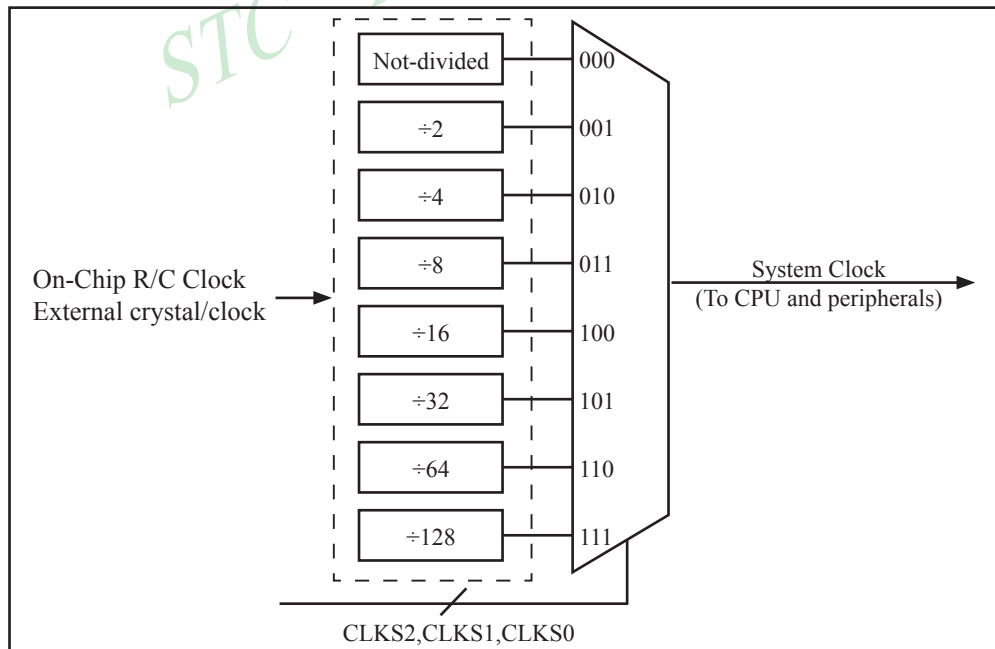 STC
Not-divided
000
÷2
001
÷4
010
÷8
011
÷16
100
÷32
101
÷64
110
÷128
111
On-Chip R/C Clock
External crystal/clock
System Clock
(To CPU and peripherals)
CLKS2,CLKS1,CLKS0